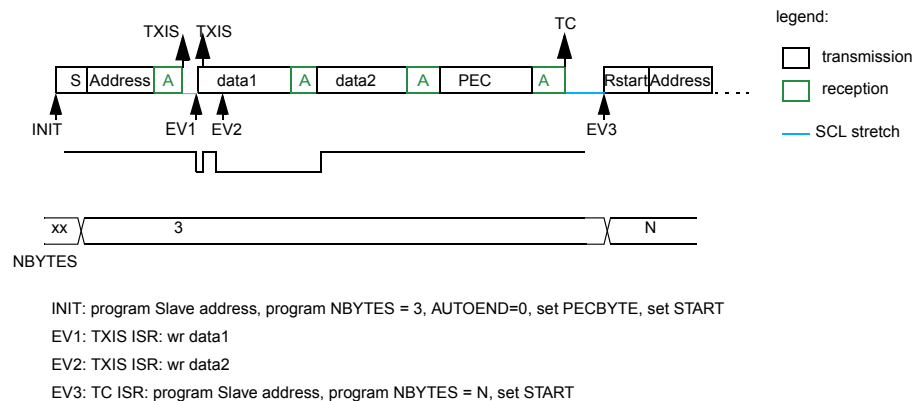 TXIS TXIS TC
legend:
S Address A data1 A data2 A PEC A Rstart Address
transmission
reception
SCL stretch
INIT EV1 EV2 EV3
xx 3 N
NBYTES
INIT: program Slave address, program NBYTES = 3, AUTOEND=0, set PECBYTE, set START
EV1: TXIS ISR: wr data1
EV2: TXIS ISR: wr data2
EV3: TC ISR: program Slave address, program NBYTES = N, set START